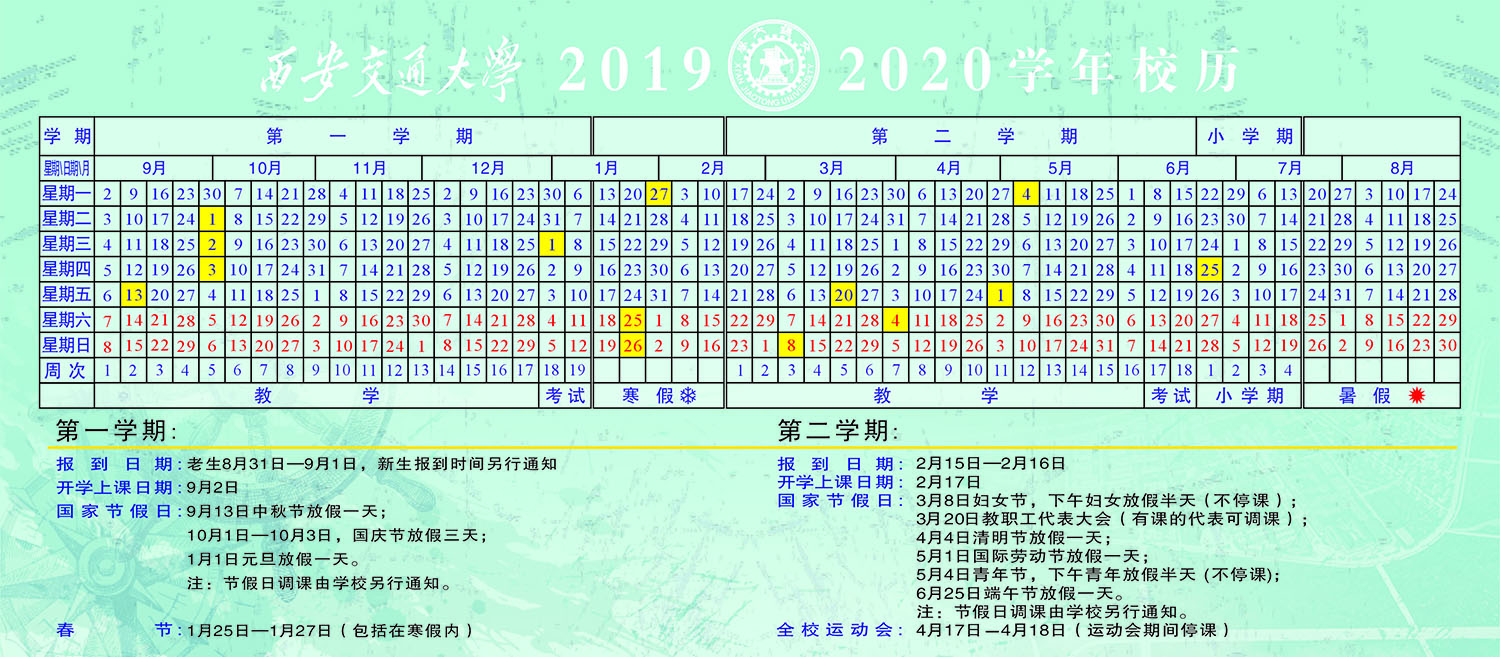 西安交通大學 2019 2020学年校历
XI'AN JIAOTONG UNIVERSITY
学期 第一学期 第二学期 小学期
星期\日期\月 9月 10月 11月 12月 1月 2月 3月 4月 5月 6月 7月 8月
星期一 2 9 16 23 30 7 14 21 28 4 11 18 25 2 9 16 23 30 6 13 20 27 3 10 17 24 2 9 16 23 30 6 13 20 27 4 11 18 25 1 8 15 22 29 6 13 20 27 3 10 17 24
星期二 3 10 17 24 1 8 15 22 29 5 12 19 26 3 10 17 24 31 7 14 21 28 4 11 18 25 3 10 17 24 31 7 14 21 28 5 12 19 26 2 9 16 23 30 7 14 21 28 4 11 18 25
星期三 4 11 18 25 2 9 16 23 30 6 13 20 27 4 11 18 25 1 8 15 22 29 5 12 19 26 4 11 18 25 1 8 15 22 29 6 13 20 27 3 10 17 24 1 8 15 22 29 5 12 19 26
星期四 5 12 19 26 3 10 17 24 31 7 14 21 28 5 12 19 26 2 9 16 23 30 6 13 20 27 5 12 19 26 2 9 16 23 30 7 14 21 28 4 11 18 25 2 9 16 23 30 6 13 20 27
星期五 6 13 20 27 4 11 18 25 1 8 15 22 29 6 13 20 27 3 10 17 24 31 7 14 21 28 6 13 20 27 3 10 17 24 1 8 15 22 29 5 12 19 26 3 10 17 24 31 7 14 21 28
星期六 7 14 21 28 5 12 19 26 2 9 16 23 30 7 14 21 28 4 11 18 25 1 8 15 22 29 7 14 21 28 4 11 18 25 2 9 16 23 30 6 13 20 27 4 11 18 25 1 8 15 22 29
星期日 8 15 22 29 6 13 20 27 3 10 17 24 1 8 15 22 29 5 12 19 26 2 9 16 23 1 8 15 22 29 5 12 19 26 3 10 17 24 31 7 14 21 28 5 12 19 26 2 9 16 23 30
周次 1 2 3 4 5 6 7 8 9 10 11 12 13 14 15 16 17 18 19 1 2 3 4 5 6 7 8 9 10 11 12 13 14 15 16 17 18 1 2 3 4
教学 考试 寒假 教学 考试 小学期 暑假
第一学期:
报到日期:老生8月31日—9月1日，新生报到时间另行通知
开学上课日期:9月2日
国家节假日:9月13日中秋节放假一天;
10月1日—10月3日，国庆节放假三天;
1月1日元旦放假一天。
注：节假日调课由学校另行通知。
春节:1月25日—1月27日（包括在寒假内）
第二学期:
报到日期: 2月15日—2月16日
开学上课日期: 2月17日
国家节假日: 3月8日妇女节，下午妇女放假半天（不停课）;
3月20日教职工代表大会（有课的代表可调课）;
4月4日清明节放假一天;
5月1日国际劳动节放假一天;
5月4日青年节，下午青年放假半天（不停课）;
6月25日端午节放假一天。
注：节假日调课由学校另行通知。
全校运动会: 4月17日—4月18日（运动会期间停课）